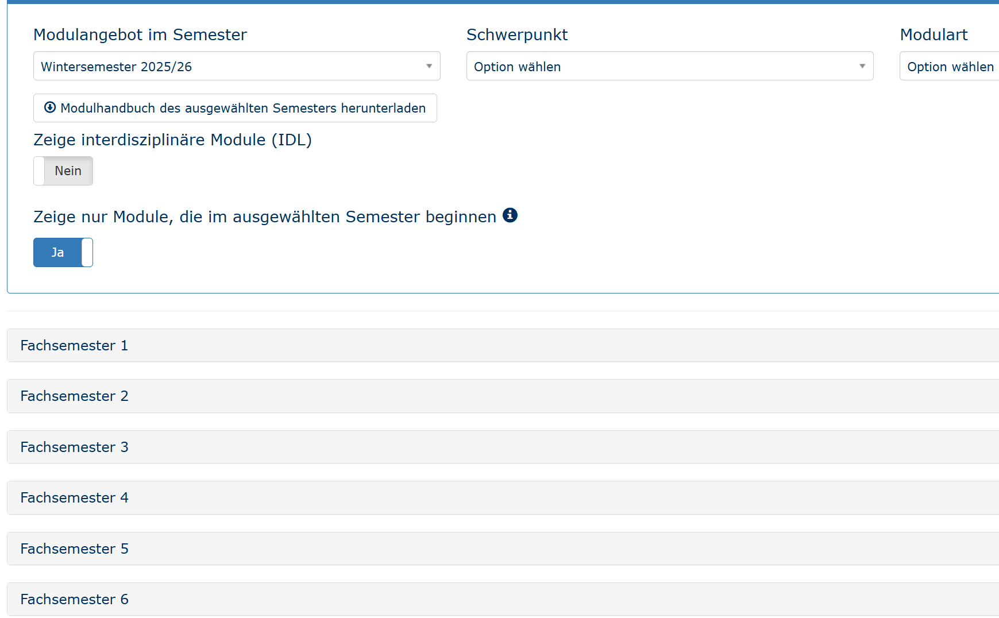 Modulangebot im Semester
Schwerpunkt
Modulart
Wintersemester 2025/26
Option wählen
Option wählen
Modulhandbuch des ausgewählten Semesters herunterladen
Zeige interdisziplinäre Module (IDL)
Nein
Zeige nur Module, die im ausgewählten Semester beginnen
Ja
Fachsemester 1
Fachsemester 2
Fachsemester 3
Fachsemester 4
Fachsemester 5
Fachsemester 6